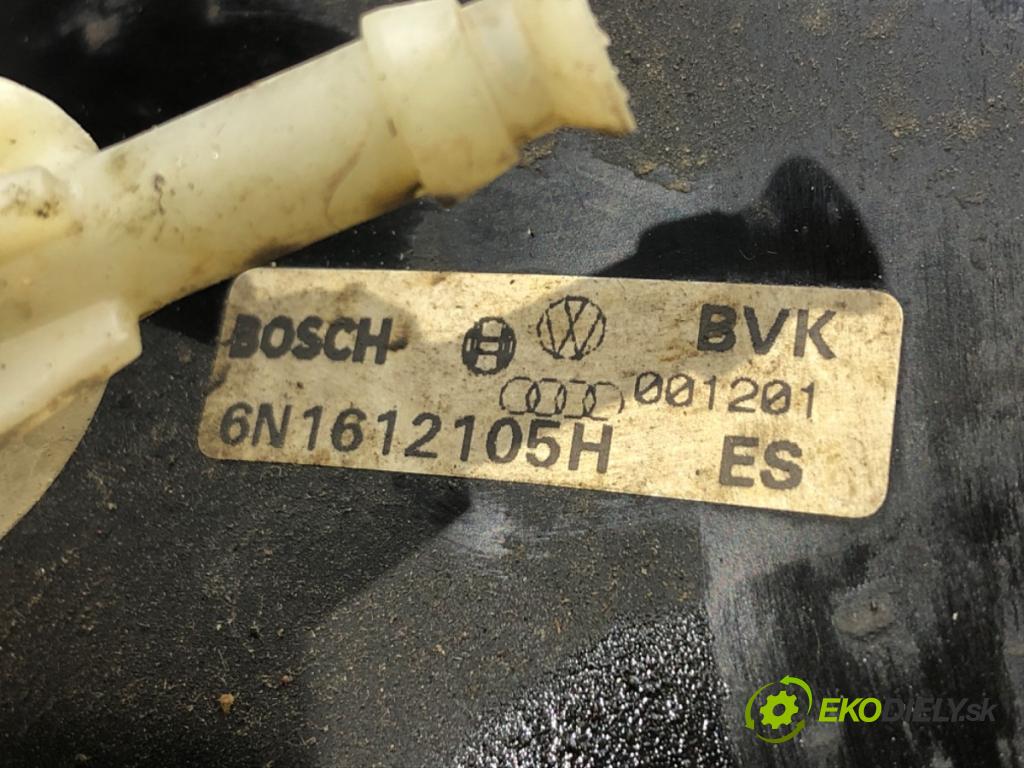 BOSCH BVK
001201
6N1612105H ES
EKODIELY.sk